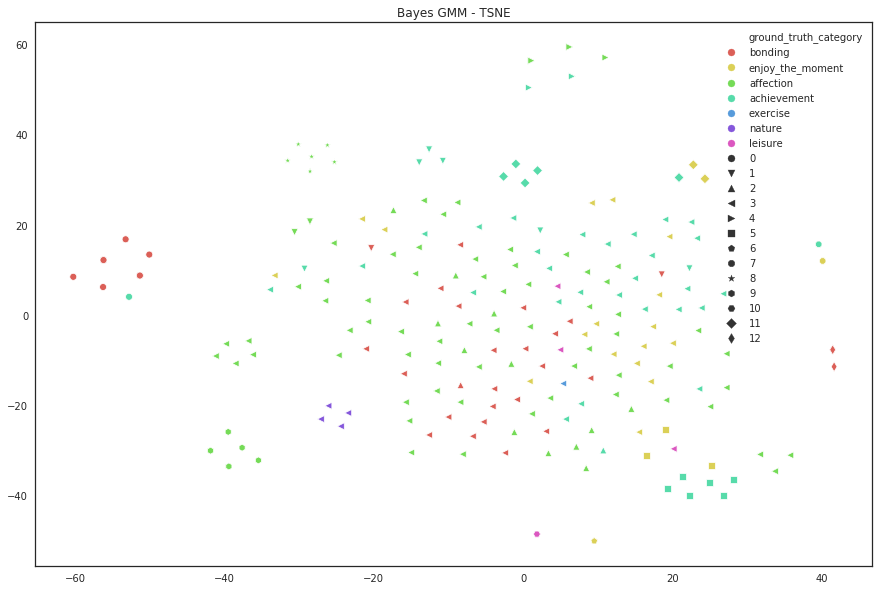 Bayes GMM - TSNE
ground_truth_category
bonding
enjoy_the_moment
affection
achievement
exercise
nature
leisure
0
1
2
3
4
5
6
7
8
9
10
11
12
60
40
20
0
−20
−40
−60
−40
−20
0
20
40